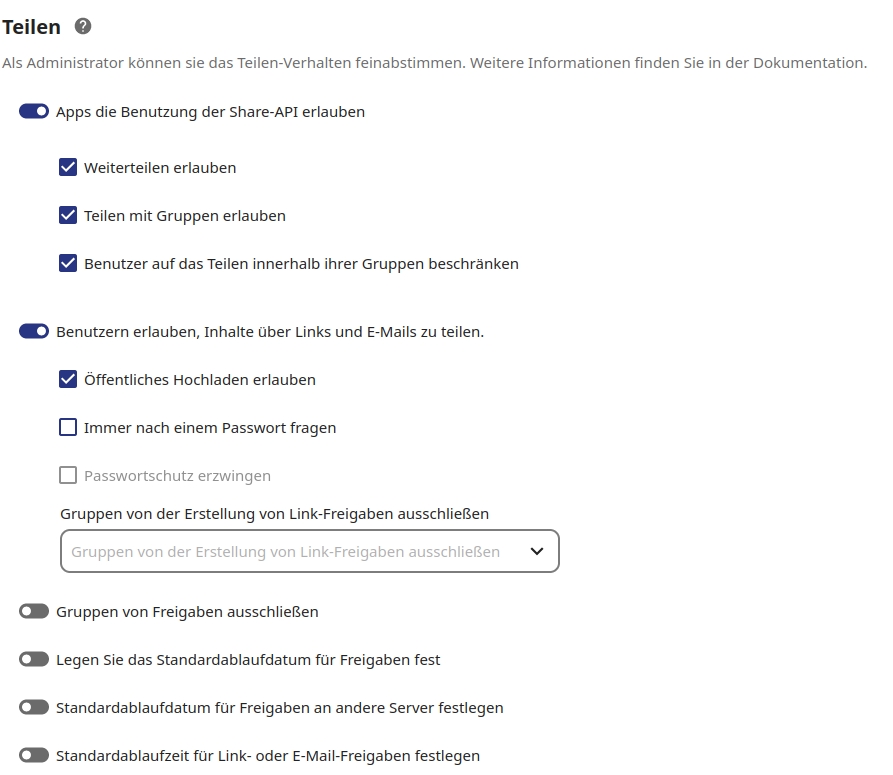 Teilen
Als Administrator können sie das Teilen-Verhalten feinabstimmen. Weitere Informationen finden Sie in der Dokumentation.
Apps die Benutzung der Share-API erlauben
Weiterteilen erlauben
Teilen mit Gruppen erlauben
Benutzer auf das Teilen innerhalb ihrer Gruppen beschränken
Benutzern erlauben, Inhalte über Links und E-Mails zu teilen.
Öffentliches Hochladen erlauben
Immer nach einem Passwort fragen
Passwortschutz erzwingen
Gruppen von der Erstellung von Link-Freigaben ausschließen
Gruppen von der Erstellung von Link-Freigaben ausschließen
Gruppen von Freigaben ausschließen
Legen Sie das Standardablaufdatum für Freigaben fest
Standardablaufdatum für Freigaben an andere Server festlegen
Standardablaufzeit für Link- oder E-Mail-Freigaben festlegen